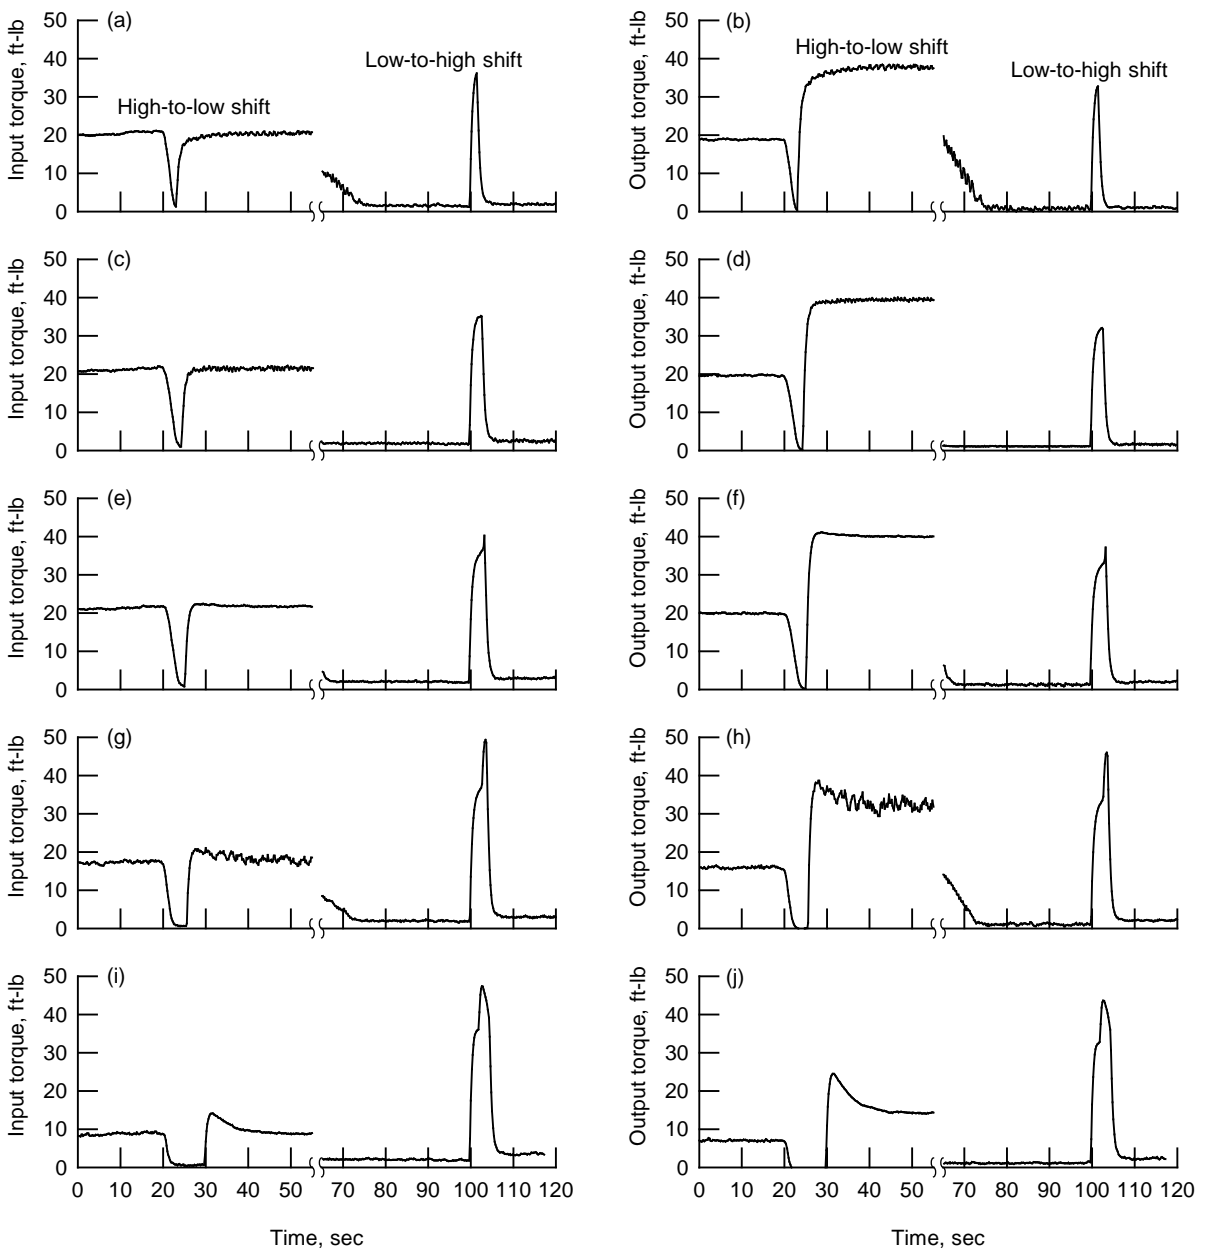 (a)
Low-to-high shift
High-to-low shift
Input torque, ft-lb
50
40
30
20
10
0
(b)
High-to-low shift
Low-to-high shift
Output torque, ft-lb
50
40
30
20
10
0
(c)
Input torque, ft-lb
50
40
30
20
10
0
(d)
Output torque, ft-lb
50
40
30
20
10
0
(e)
Input torque, ft-lb
50
40
30
20
10
0
(f)
Output torque, ft-lb
50
40
30
20
10
0
(g)
Input torque, ft-lb
50
40
30
20
10
0
(h)
Output torque, ft-lb
50
40
30
20
10
0
(i)
Input torque, ft-lb
50
40
30
20
10
0
0 10 20 30 50 70 80 90 100 110 120
Time, sec
(j)
Output torque, ft-lb
50
40
30
20
10
0
0 10 20 30 50 70 80 90 100 110 120
Time, sec